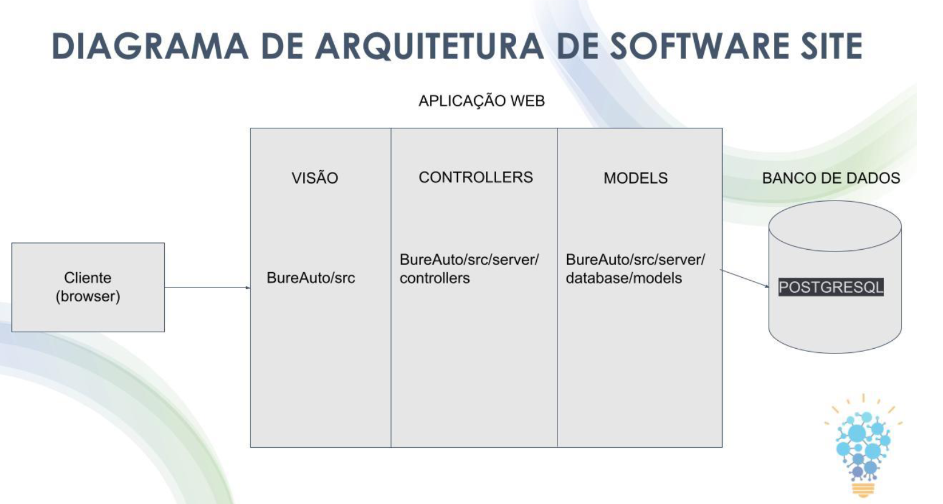 DIAGRAMA DE ARQUITETURA DE SOFTWARE SITE
APLICAÇÃO WEB
VISÃO
CONTROLLERS
MODELS
BANCO DE DADOS
Cliente
(browser)
BureAuto/src
BureAuto/src/server/
controllers
BureAuto/src/server/
database/models
POSTGRESQL